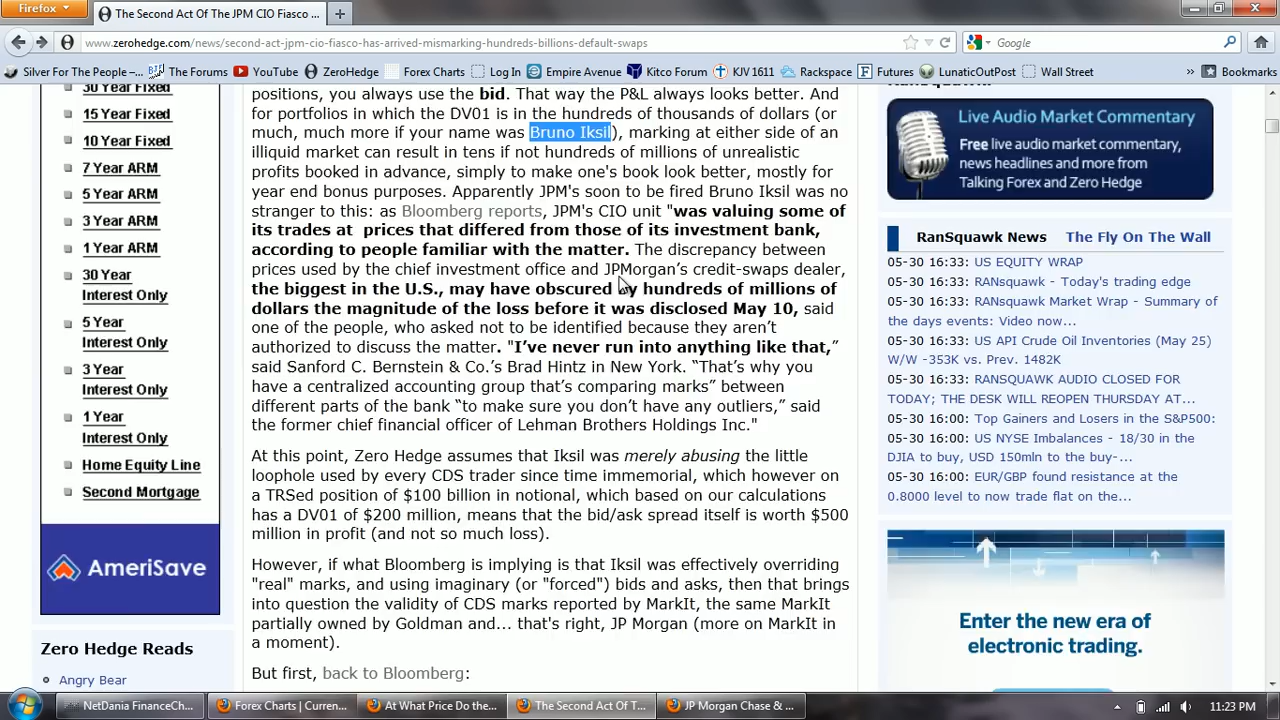 Firefox
The Second Act Of The JPM CIO Fiasco ...
www.zerohedge.com/news/second-act-jpm-cio-fiasco-has-arrived-mismarking-hundreds-billions-default-swaps
Google
Silver For The People –...
The Forums
YouTube
ZeroHedge
Forex Charts
Log In
Empire Avenue
Kitco Forum
KJV 1611
Rackspace
Futures
LunaticOutPost
Wall Street
»
Bookmarks
30 Year Fixed
15 Year Fixed
10 Year Fixed
7 Year ARM
5 Year ARM
3 Year ARM
1 Year ARM
30 Year
Interest Only
5 Year
Interest Only
3 Year
Interest Only
1 Year
Interest Only
Home Equity Line
Second Mortgage
AmeriSave
Zero Hedge Reads
Angry Bear
positions, you always use the bid. That way the P&L always looks better. And
for portfolios in which the DV01 is in the hundreds of thousands of dollars (or
much, much more if your name was Bruno Iksil), marking at either side of an
illiquid market can result in tens if not hundreds of millions of unrealistic
profits booked in advance, simply to make one's book look better, mostly for
year end bonus purposes. Apparently JPM's soon to be fired Bruno Iksil was no
stranger to this: as Bloomberg reports, JPM's CIO unit "was valuing some of
its trades at prices that differed from those of its investment bank,
according to people familiar with the matter. The discrepancy between
prices used by the chief investment office and JPMorgan’s credit-swaps dealer,
the biggest in the U.S., may have obscured by hundreds of millions of
dollars the magnitude of the loss before it was disclosed May 10, said
one of the people, who asked not to be identified because they aren’t
authorized to discuss the matter. "I’ve never run into anything like that,”
said Sanford C. Bernstein & Co.’s Brad Hintz in New York. “That’s why you
have a centralized accounting group that’s comparing marks” between
different parts of the bank “to make sure you don’t have any outliers,” said
the former chief financial officer of Lehman Brothers Holdings Inc."
At this point, Zero Hedge assumes that Iksil was merely abusing the little
loophole used by every CDS trader since time immemorial, which however on
a TRSed position of $100 billion in notional, which based on our calculations
has a DV01 of $200 million, means that the bid/ask spread itself is worth $500
million in profit (and not so much loss).
However, if what Bloomberg is implying is that Iksil was effectively overriding
"real" marks, and using imaginary (or "forced") bids and asks, then that brings
into question the validity of CDS marks reported by MarkIt, the same MarkIt
partially owned by Goldman and... that's right, JP Morgan (more on MarkIt in
a moment).
But first, back to Bloomberg:
Live Audio Market Commentary
Free live audio market commentary,
news headlines and more from
Talking Forex and Zero Hedge
RanSquawk News
The Fly On The Wall
05-30 16:33: US EQUITY WRAP
05-30 16:33: RANsquawk - Today's trading edge
05-30 16:33: RANsquawk Market Wrap - Summary of
the days events: Video now...
05-30 16:33: US API Crude Oil Inventories (May 25)
W/W -353K vs. Prev. 1482K
05-30 16:33: RANSQUAWK AUDIO CLOSED FOR
TODAY; THE DESK WILL REOPEN THURSDAY AT...
05-30 16:00: Top Gainers and Losers in the S&P500:
05-30 16:00: US NYSE Imbalances - 18/30 in the
DJIA to buy, USD 150mln to the buy-...
05-30 16:00: EUR/GBP found resistance at the
0.8000 level to now trade flat on the...
Enter the new era of
electronic trading.
NetDania FinanceCh...
Forex Charts | Curren...
At What Price Do the...
The Second Act Of T...
JP Morgan Chase & ...
11:23 PM